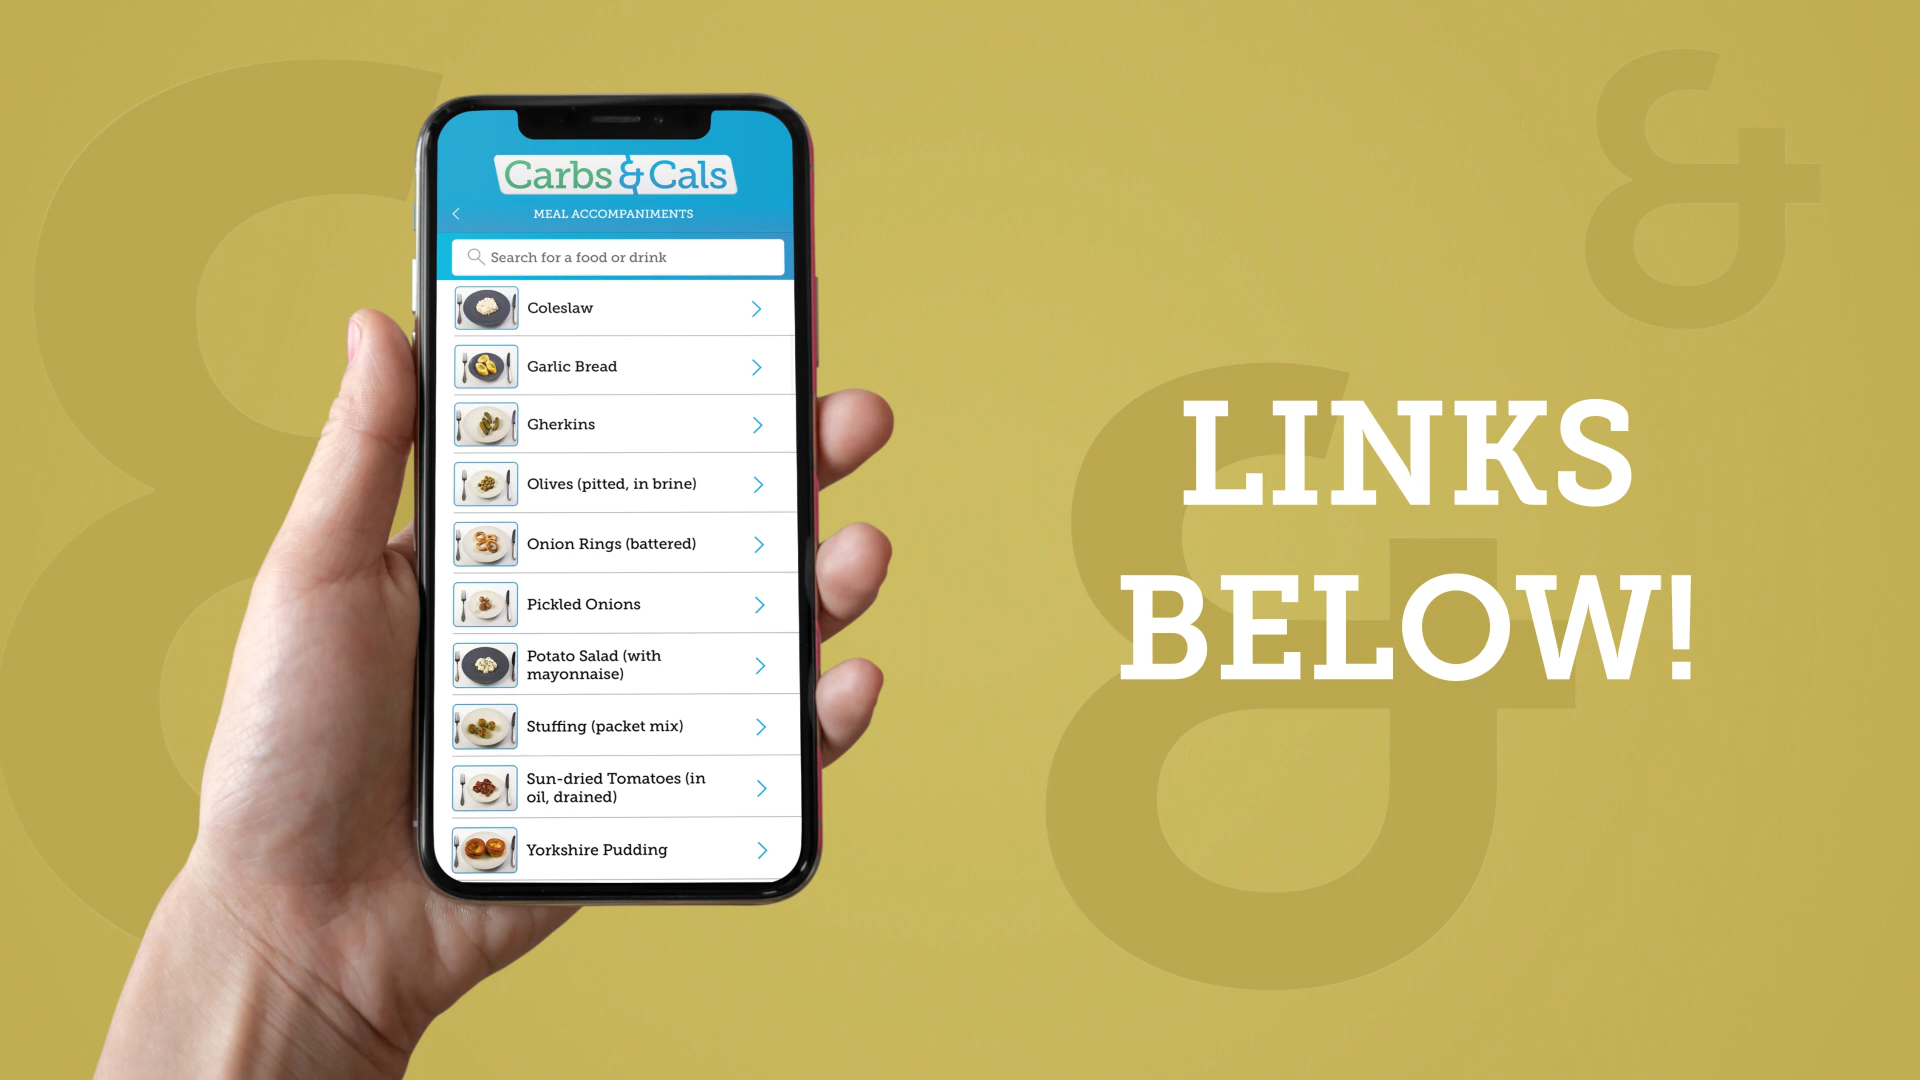 Carbs & Cals
MEAL ACCOMPANIMENTS
Search for a food or drink
Coleslaw
Garlic Bread
Gherkins
Olives (pitted, in brine)
Onion Rings (battered)
Pickled Onions
Potato Salad (with
mayonnaise)
Stuffing (packet mix)
Sun-dried Tomatoes (in
oil, drained)
Yorkshire Pudding
&
&
&
LINKS
BELOW!